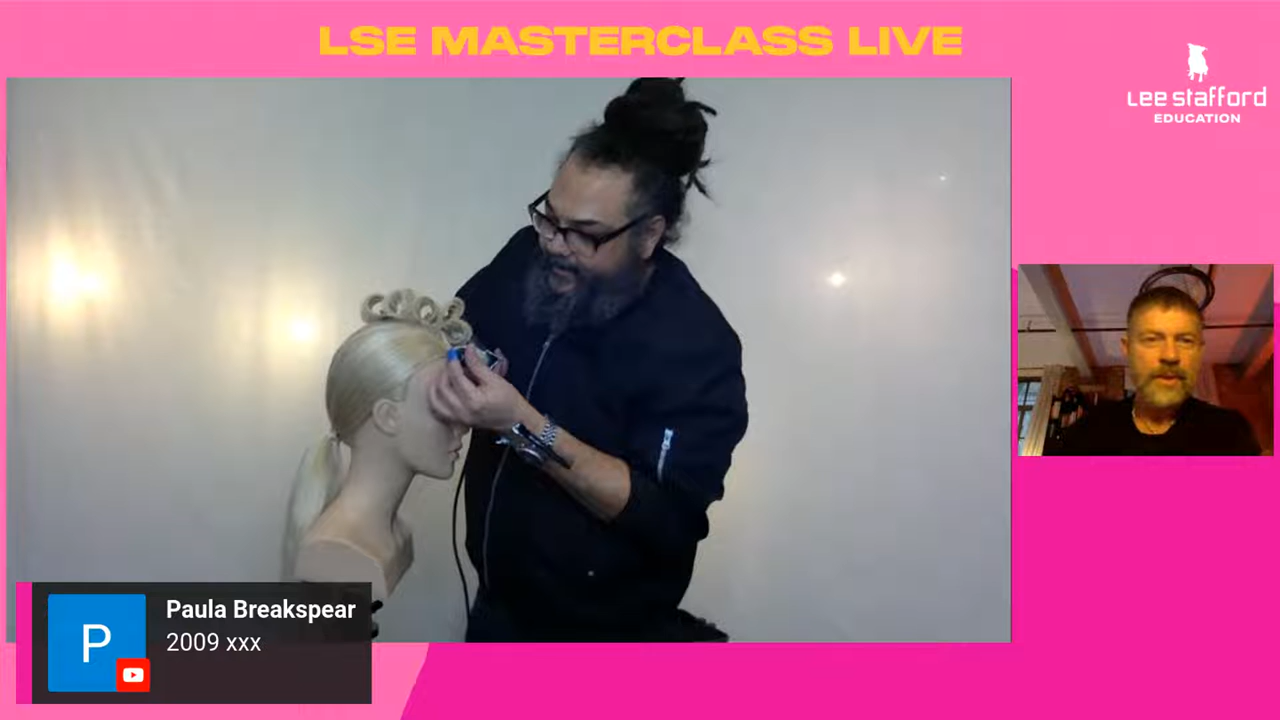 LSE MASTERCLASS LIVE
Lee Stafford
EDUCATION
Paula Breakspear
P
2009 xxx